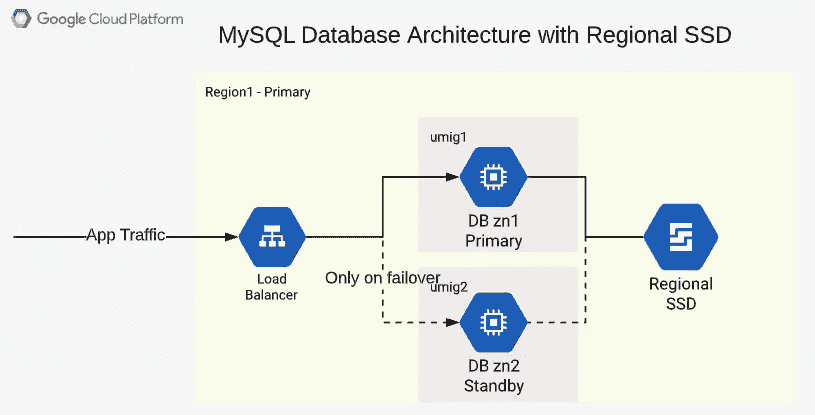 Google Cloud Platform
MySQL Database Architecture with Regional SSD
Region1 - Primary
umig1
DB zn1
Primary
App Traffic
Load
Balancer
Only on failover
umig2
DB zn2
Standby
Regional
SSD